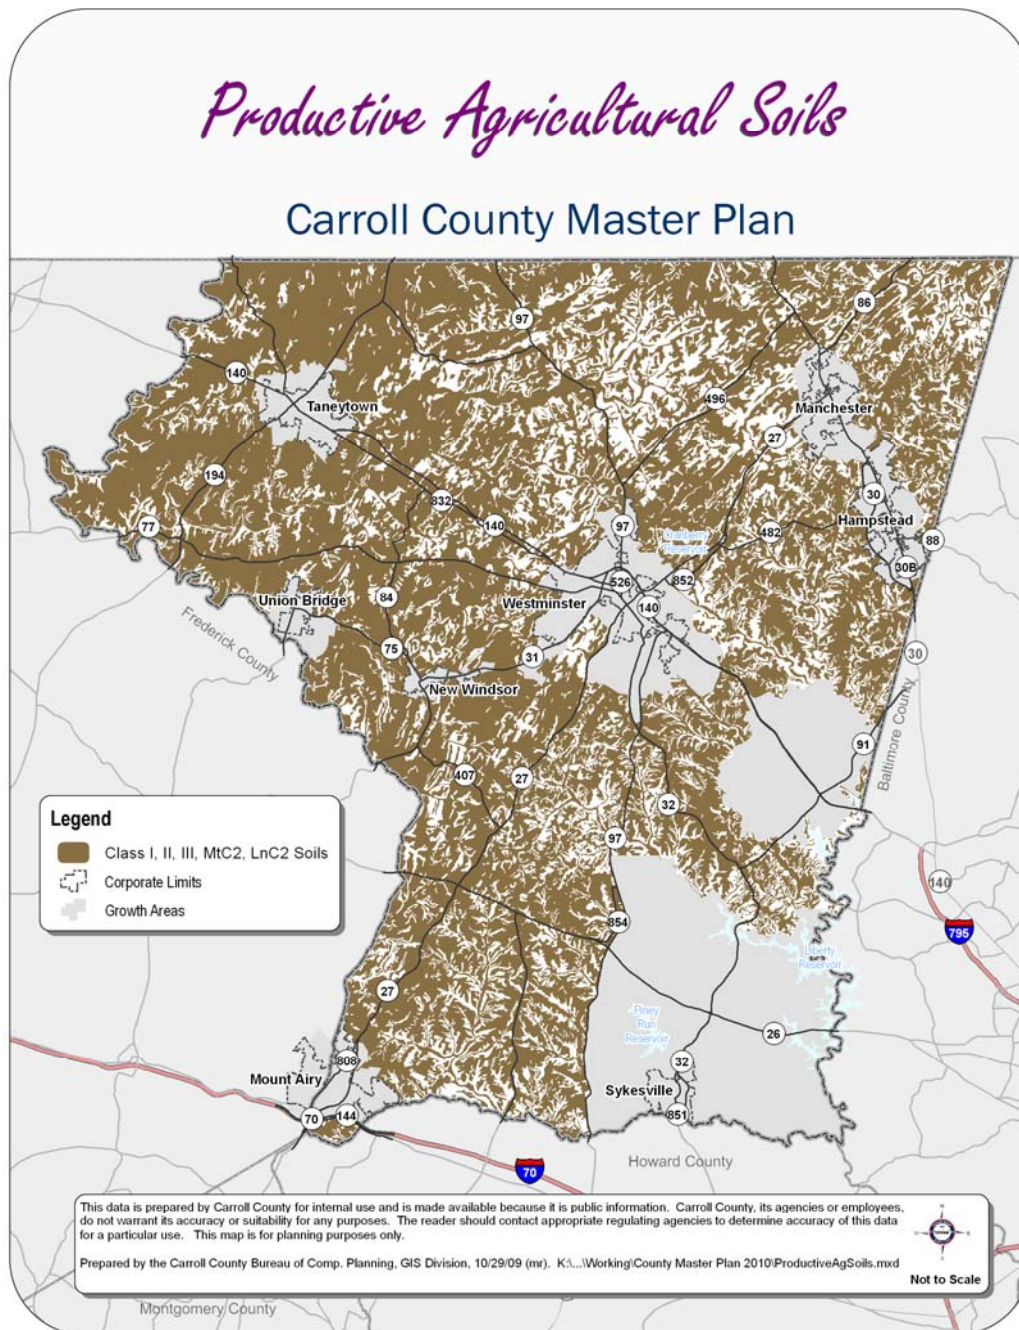 Productive Agricultural Soils
Carroll County Master Plan
86
97
140
Taneytown
496
Manchester
27
194
832
30
77
140
97
Hampstead
482
88
Cranberry
Reservoir
30B
526
852
Union Bridge
84
Westminster
140
Frederick County
75
31
30
New Windsor
Baltimore County
91
407
27
32
97
Legend
Class I, II, III, MtC2, LnC2 Soils
Corporate Limits
Growth Areas
140
854
795
Liberty
Reservoir
27
Piney
Run
Reservoir
26
808
32
Mount Airy
Sykesville
70
144
851
Howard County
70
This data is prepared by Carroll County for internal use and is made available because it is public information. Carroll County, its agencies or employees,
do not warrant its accuracy or suitability for any purposes. The reader should contact appropriate regulating agencies to determine accuracy of this data
for a particular use. This map is for planning purposes only.
Prepared by the Carroll County Bureau of Comp. Planning, GIS Division, 10/29/09 (mr). K:\...\Working\County Master Plan 2010\ProductiveAgSoils.mxd
Not to Scale
Montgomery County